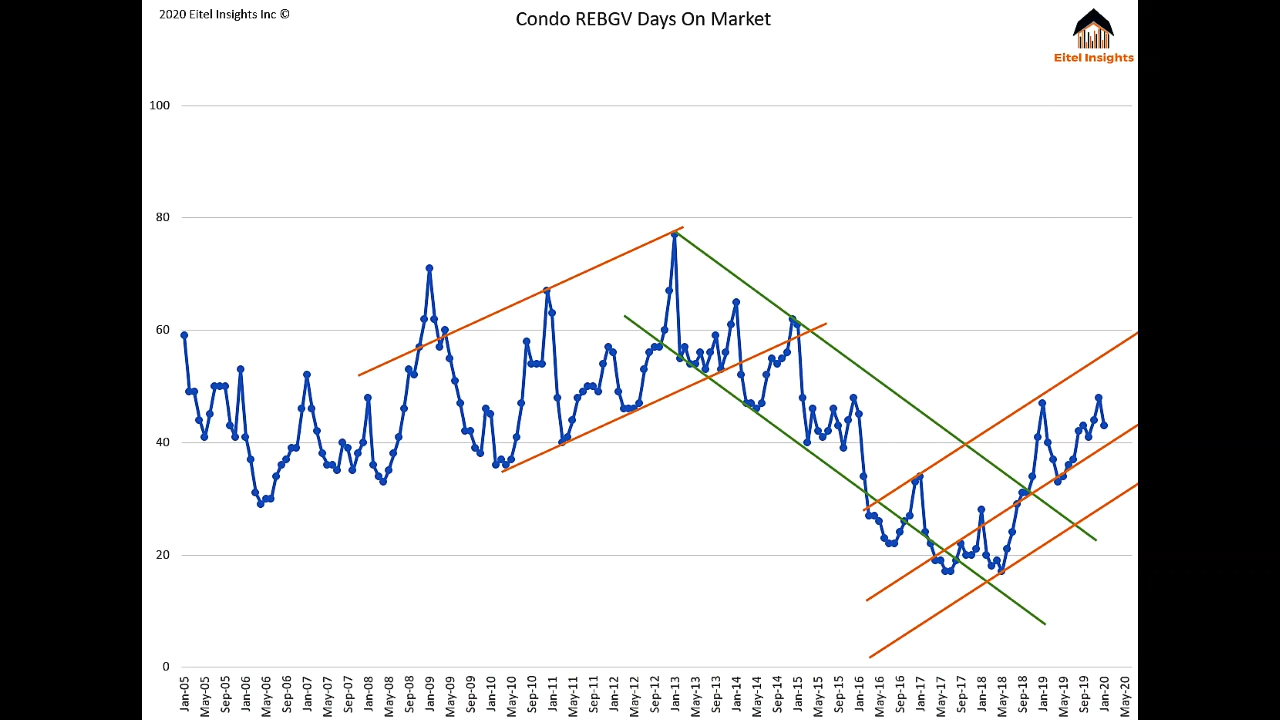 2020 Eitel Insights Inc ©
Condo REBGV Days On Market
Eitel Insights
100
80
60
40
20
0
Jan-05
May-05
Sep-05
Jan-06
May-06
Sep-06
Jan-07
May-07
Sep-07
Jan-08
May-08
Sep-08
Jan-09
May-09
Sep-09
Jan-10
May-10
Sep-10
Jan-11
May-11
Sep-11
Jan-12
May-12
Sep-12
Jan-13
May-13
Sep-13
Jan-14
May-14
Sep-14
Jan-15
May-15
Sep-15
Jan-16
May-16
Sep-16
Jan-17
May-17
Sep-17
Jan-18
May-18
Sep-18
Jan-19
May-19
Sep-19
Jan-20
May-20